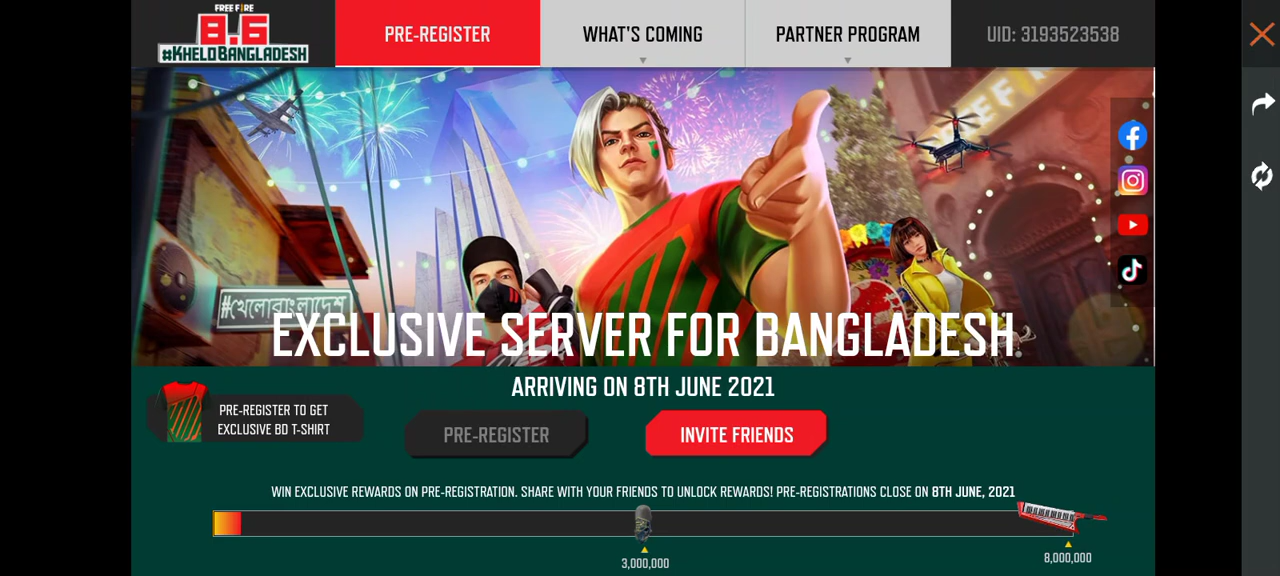 FREE FIRE
8.6
#KHELOBANGLADESH
PRE-REGISTER
WHAT'S COMING
PARTNER PROGRAM
UID: 3193523538
#খেলোবাংলাদেশ
EXCLUSIVE SERVER FOR BANGLADESH
ARRIVING ON 8TH JUNE 2021
PRE-REGISTER TO GET
EXCLUSIVE BD T-SHIRT
PRE-REGISTER
INVITE FRIENDS
WIN EXCLUSIVE REWARDS ON PRE-REGISTRATION. SHARE WITH YOUR FRIENDS TO UNLOCK REWARDS! PRE-REGISTRATIONS CLOSE ON 8TH JUNE, 2021
3,000,000
8,000,000